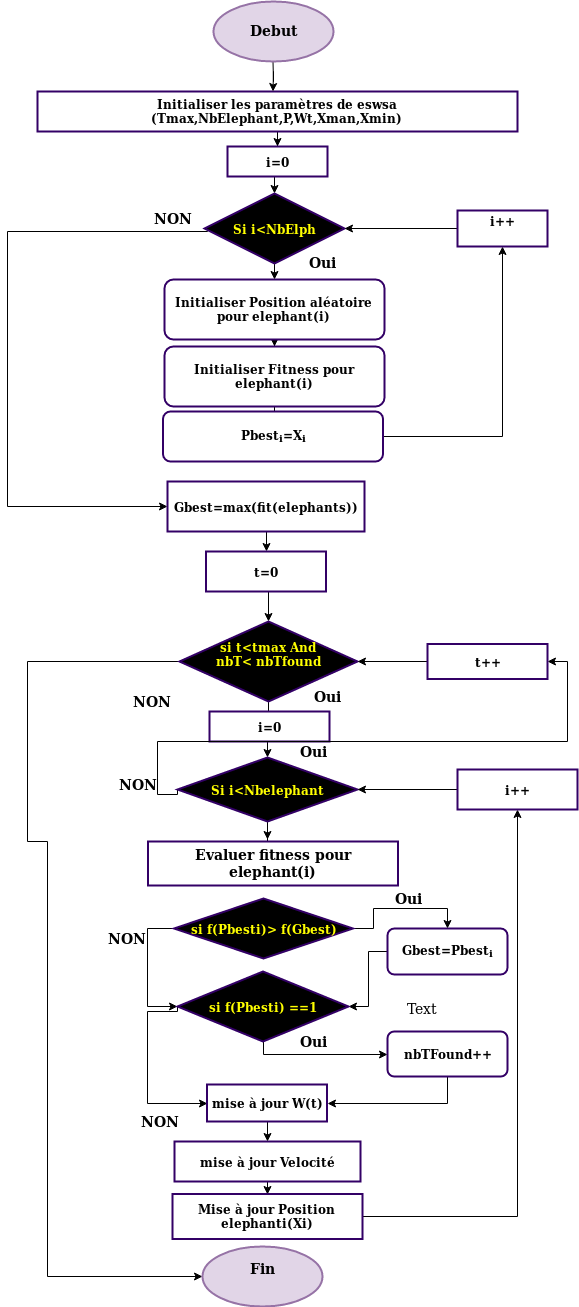 Debut
Initialiser les paramètres de eswsa
(Tmax,NbElephant,P,Wt,Xman,Xmin)
i=0
NON
Si i<NbElph
i++
Oui
Initialiser Position aléatoire
pour elephant(i)
Initialiser Fitness pour
elephant(i)
Pbestᵢ=Xᵢ
Gbest=max(fit(elephants))
t=0
si t<tmax And
nbT< nbTfound
t++
NON
Oui
i=0
Oui
NON
Si i<Nbelephant
i++
Evaluer fitness pour
elephant(i)
Oui
si f(Pbesti)> f(Gbest)
NON
Gbest=Pbestᵢ
si f(Pbesti) ==1
Text
Oui
nbTFound++
mise à jour W(t)
NON
mise à jour Velocité
Mise à jour Position
elephanti(Xi)
Fin